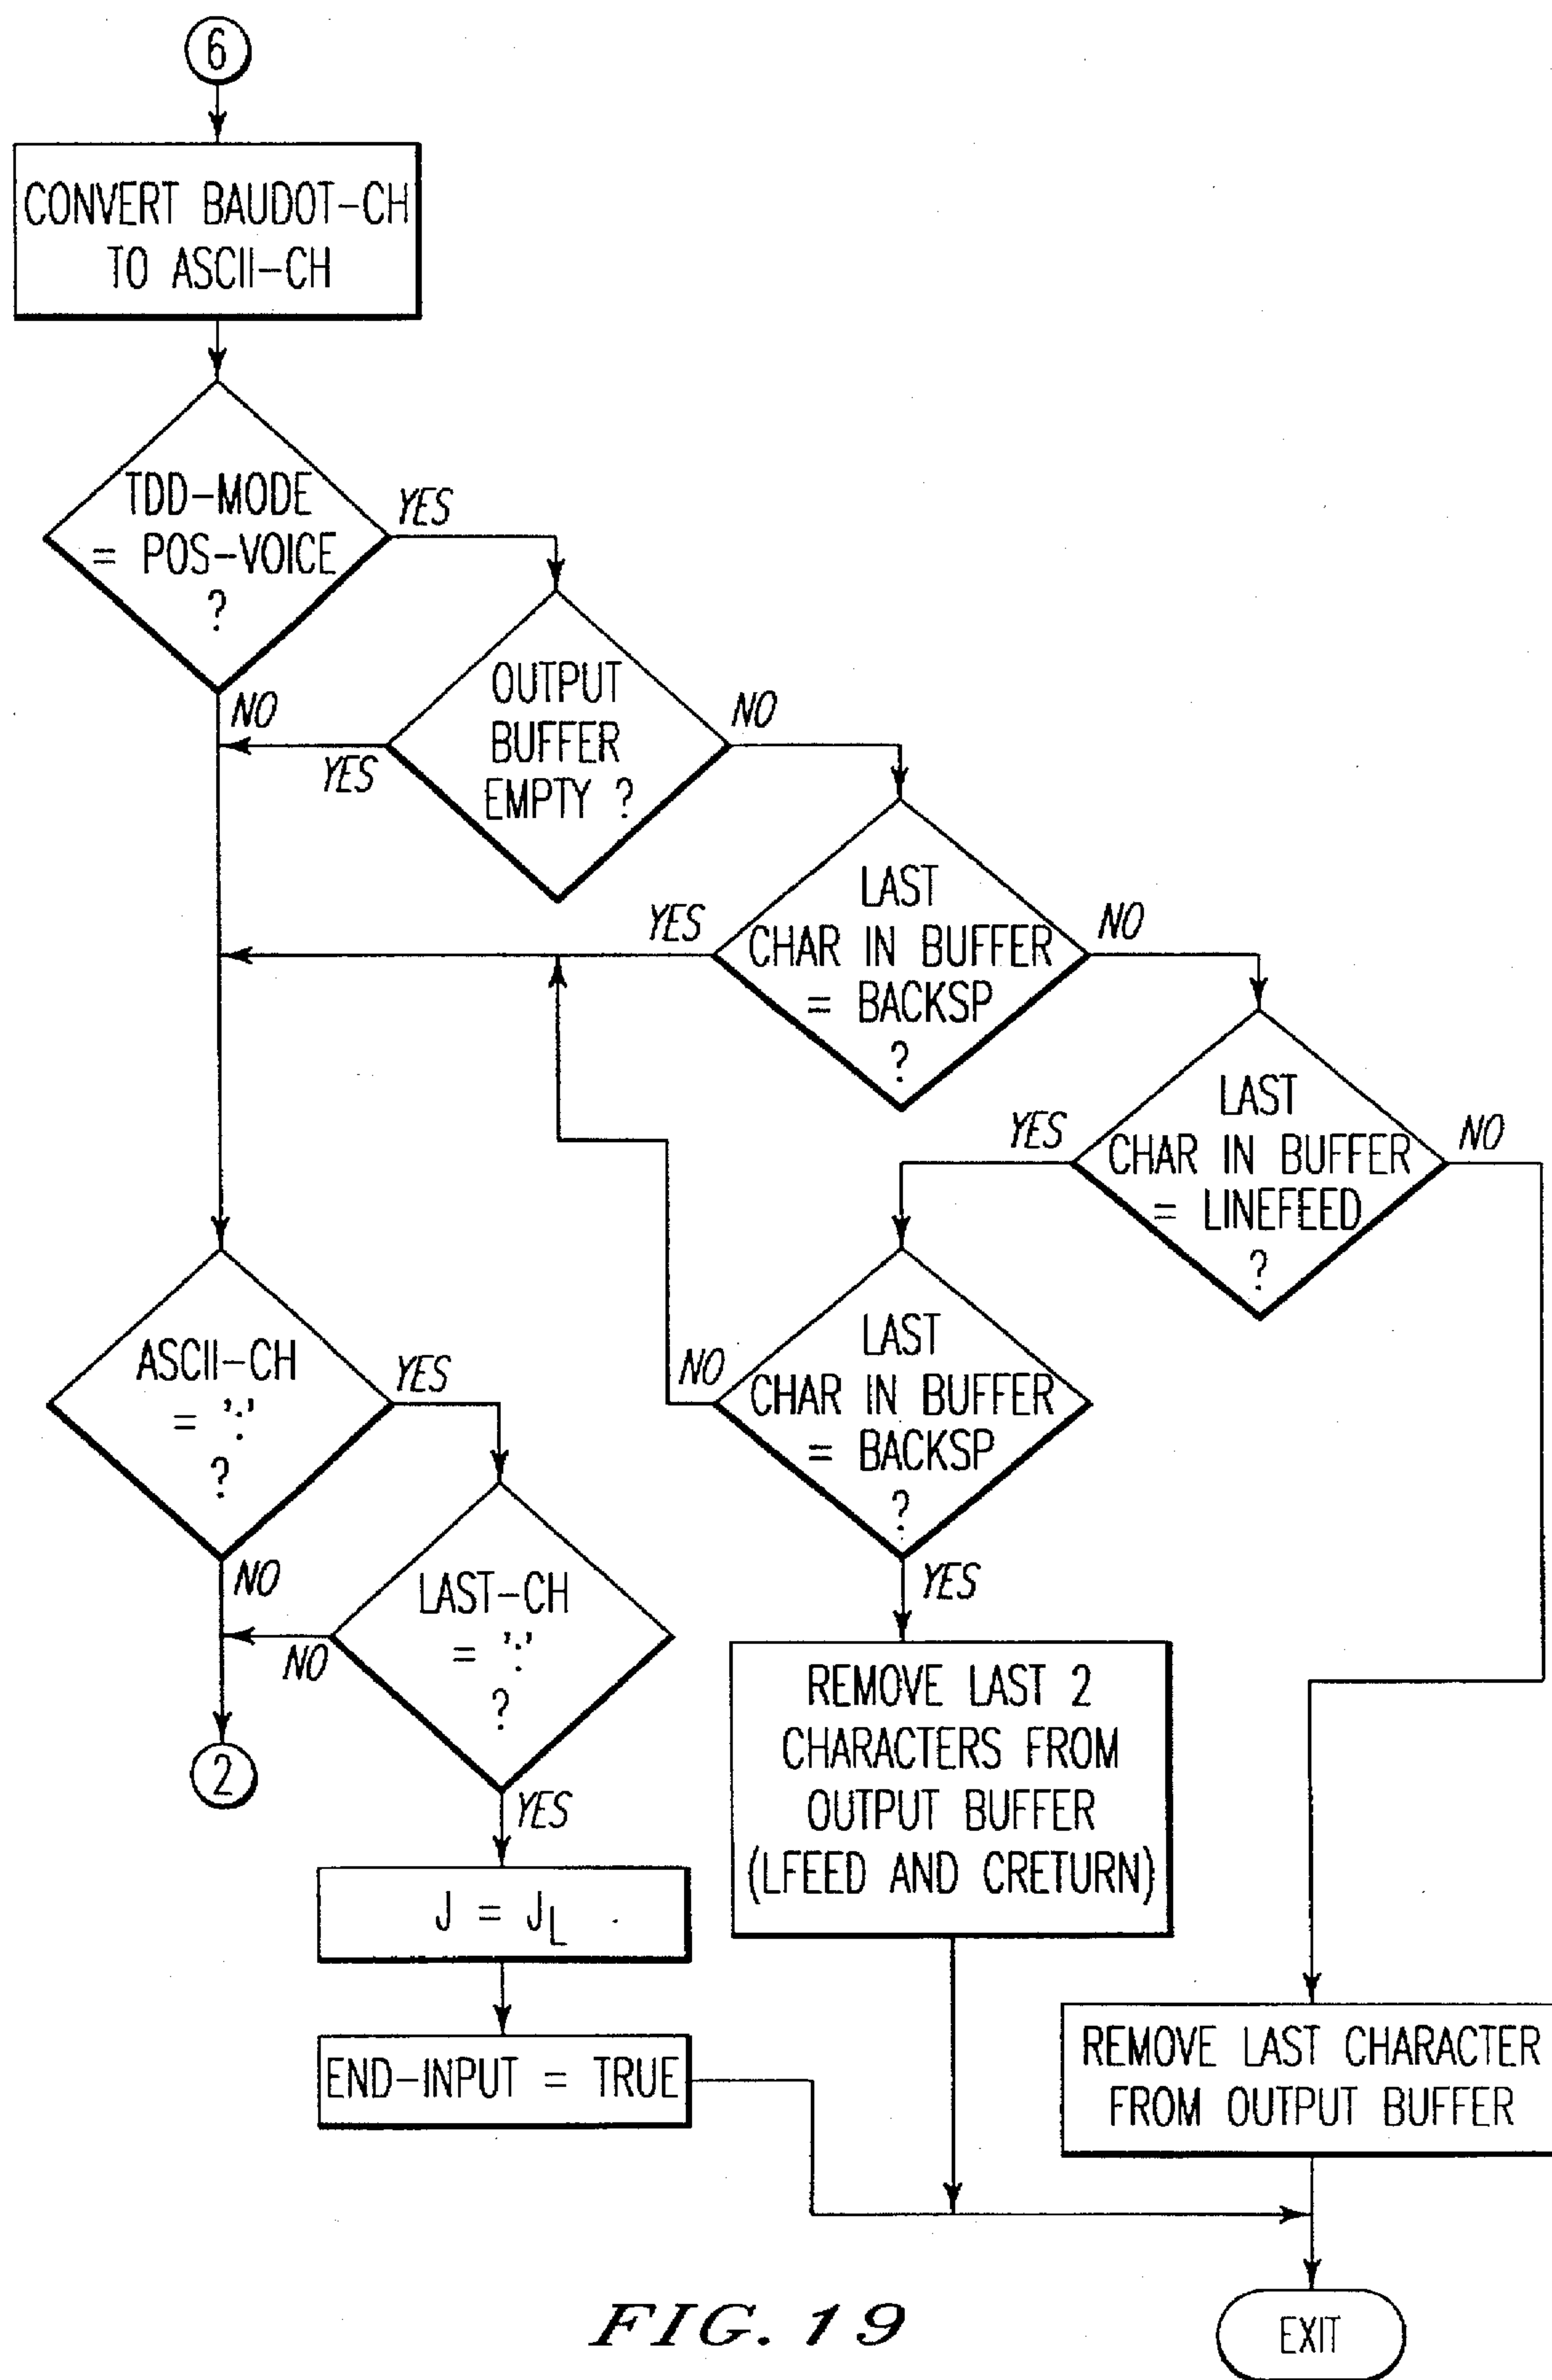 6
CONVERT BAUDOT-CH
TO ASCII-CH
TDD-MODE
= POS-VOICE
?
YES
NO
OUTPUT
BUFFER
EMPTY ?
YES
NO
LAST
CHAR IN BUFFER
= BACKSP
?
YES
NO
LAST
CHAR IN BUFFER
= LINEFEED
?
YES
NO
LAST
CHAR IN BUFFER
= BACKSP
?
NO
YES
ASCII-CH
= ':'
?
YES
NO
LAST-CH
= ':'
?
NO
YES
2
REMOVE LAST 2
CHARACTERS FROM
OUTPUT BUFFER
(LFEED AND CRETURN)
J = JL
END-INPUT = TRUE
REMOVE LAST CHARACTER
FROM OUTPUT BUFFER
EXIT
FIG. 19